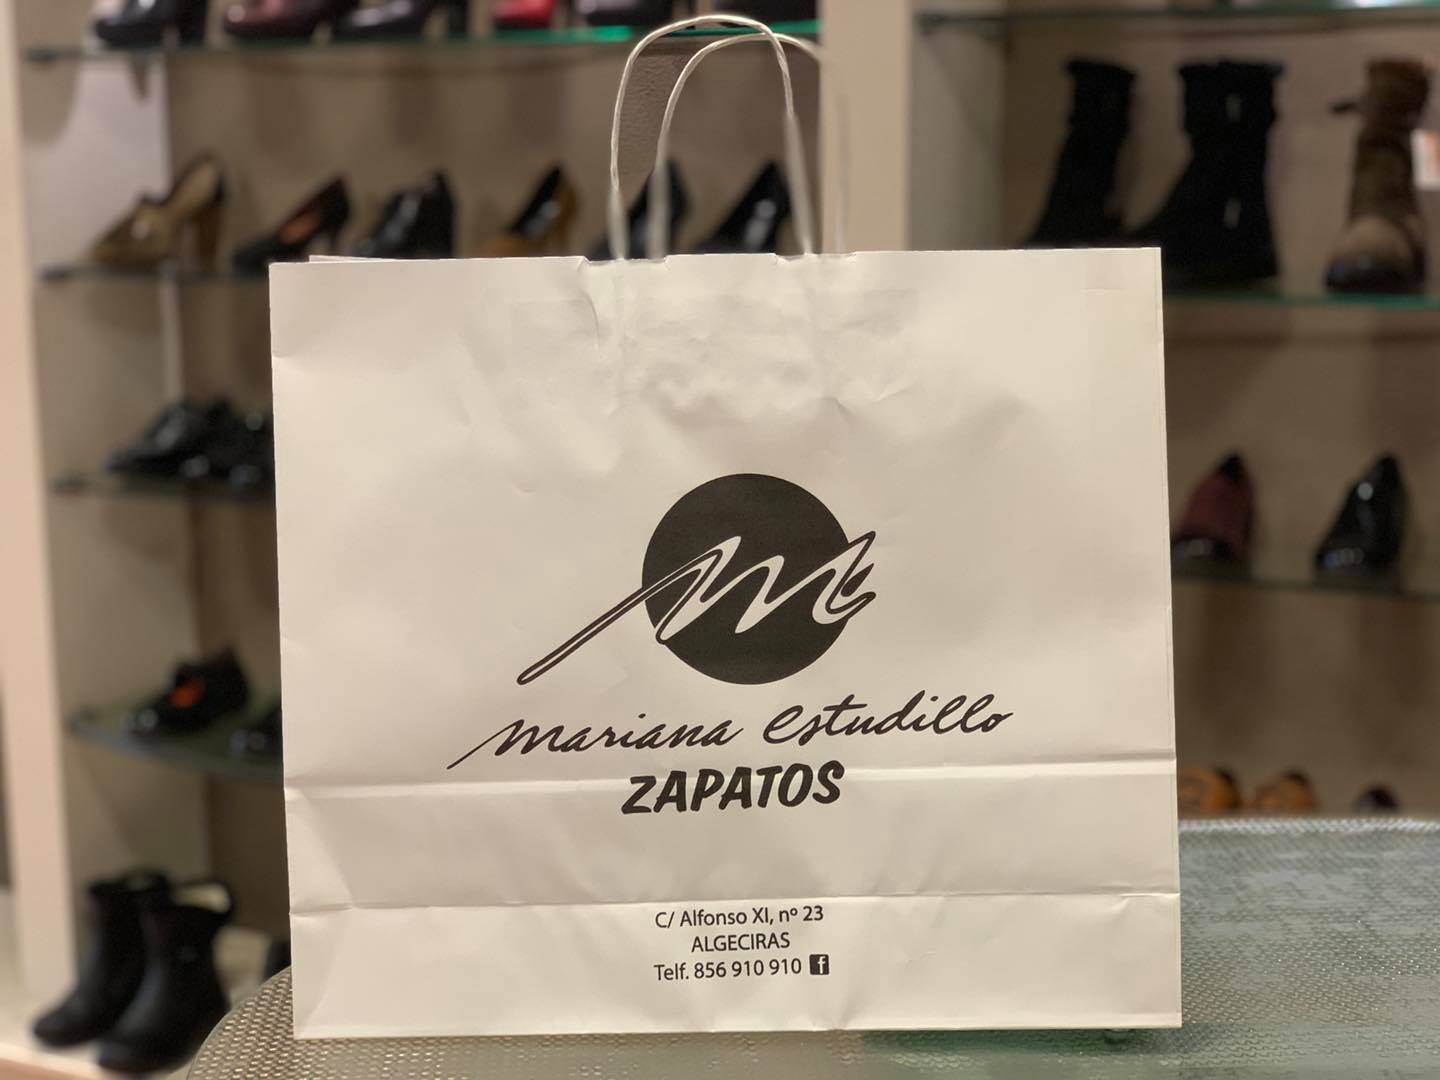 m
mariana estudillo
ZAPATOS
C/ Alfonso XI, nº 23
ALGECIRAS
Telf. 856 910 910 f